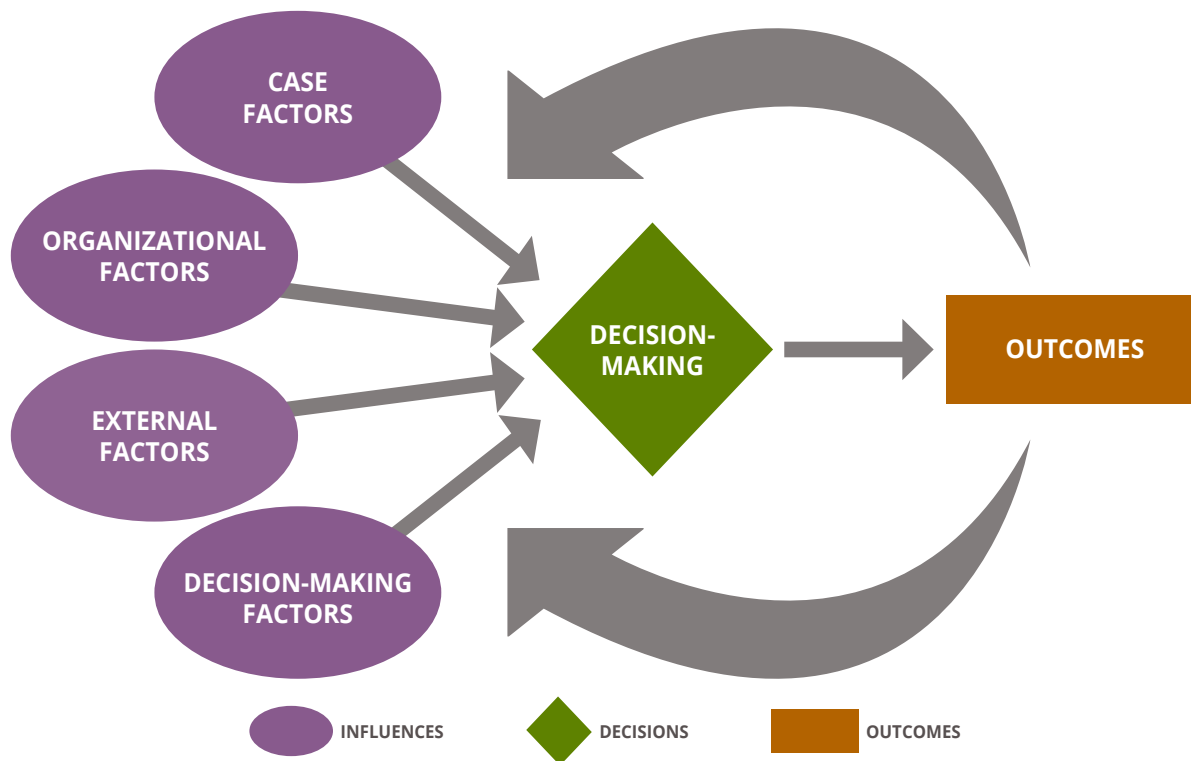 CASE
FACTORS
ORGANIZATIONAL
FACTORS
EXTERNAL
FACTORS
DECISION-MAKING
FACTORS
DECISION-
MAKING
OUTCOMES
INFLUENCES
DECISIONS
OUTCOMES